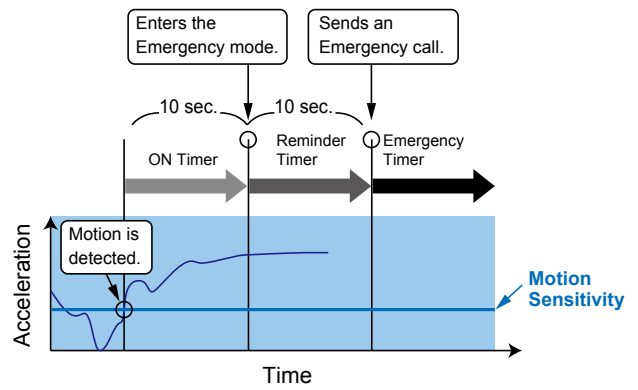 Enters the
Emergency mode.
Sends an
Emergency call.
10 sec.
10 sec.
ON Timer
Reminder
Timer
Emergency
Timer
Motion is
detected.
Acceleration
Motion
Sensitivity
Time